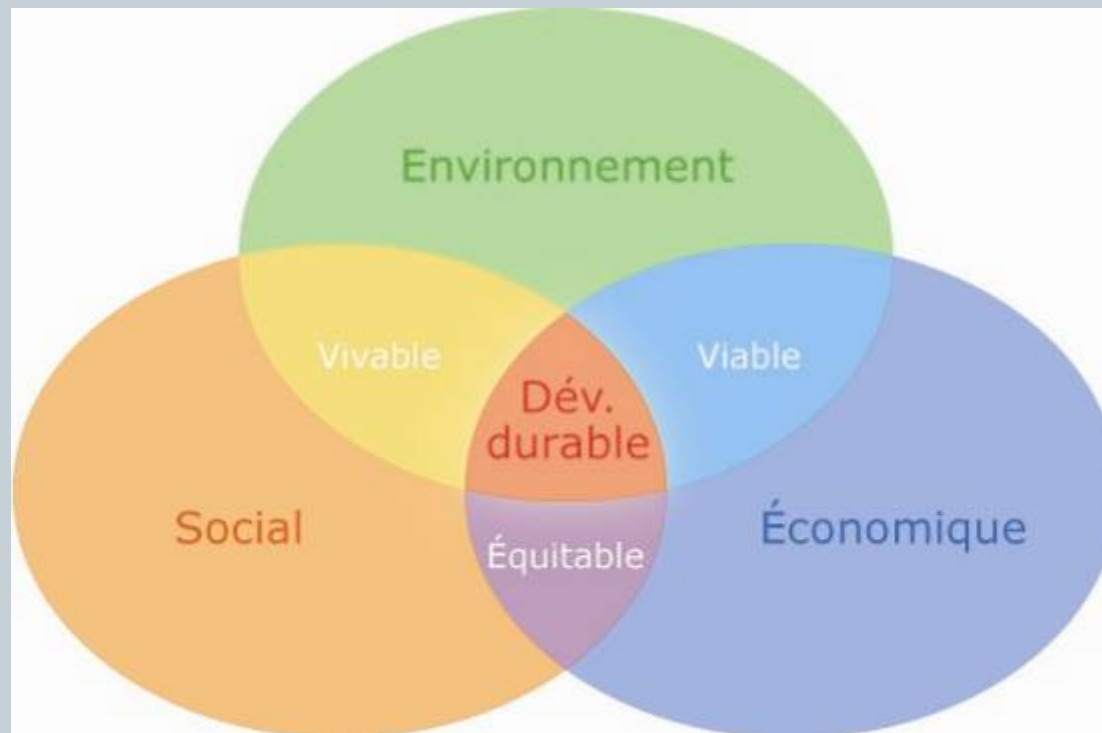 Environnement
Vivable
Viable
Dév.
durable
Social
Économique
Équitable